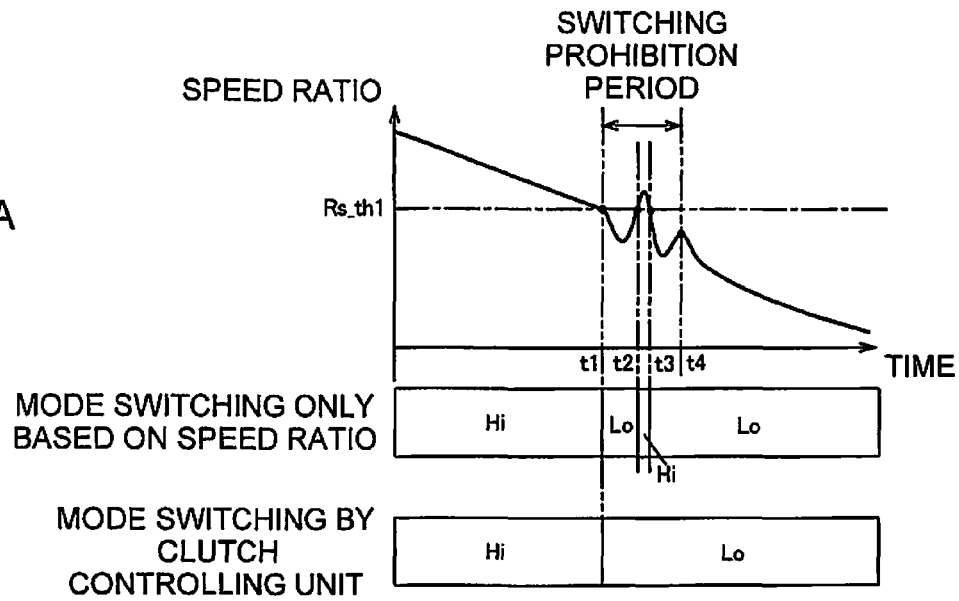 SWITCHING
PROHIBITION
PERIOD
SPEED RATIO
A
Rs_th1
t1 t2 t3 t4
TIME
MODE SWITCHING ONLY
BASED ON SPEED RATIO
Hi Lo Lo
Hi
MODE SWITCHING BY
CLUTCH
CONTROLLING UNIT
Hi Lo